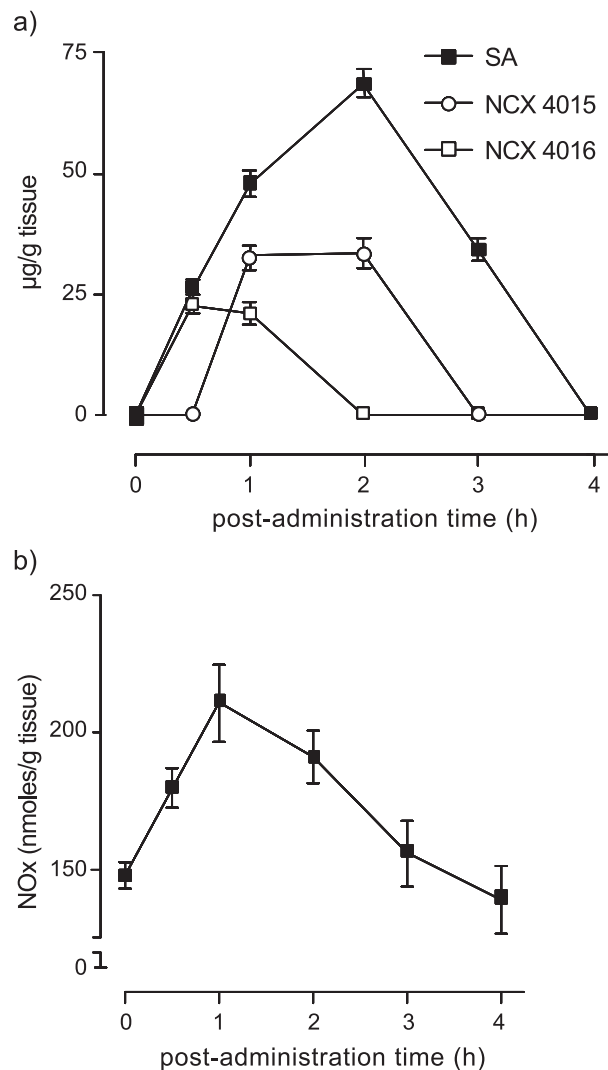 a)
75
50
25
0
µg/g tissue
SA
NCX 4015
NCX 4016
0 1 2 3 4
post-administration time (h)
b)
250
200
150
0
NOx (nmoles/g tissue)
0 1 2 3 4
post-administration time (h)